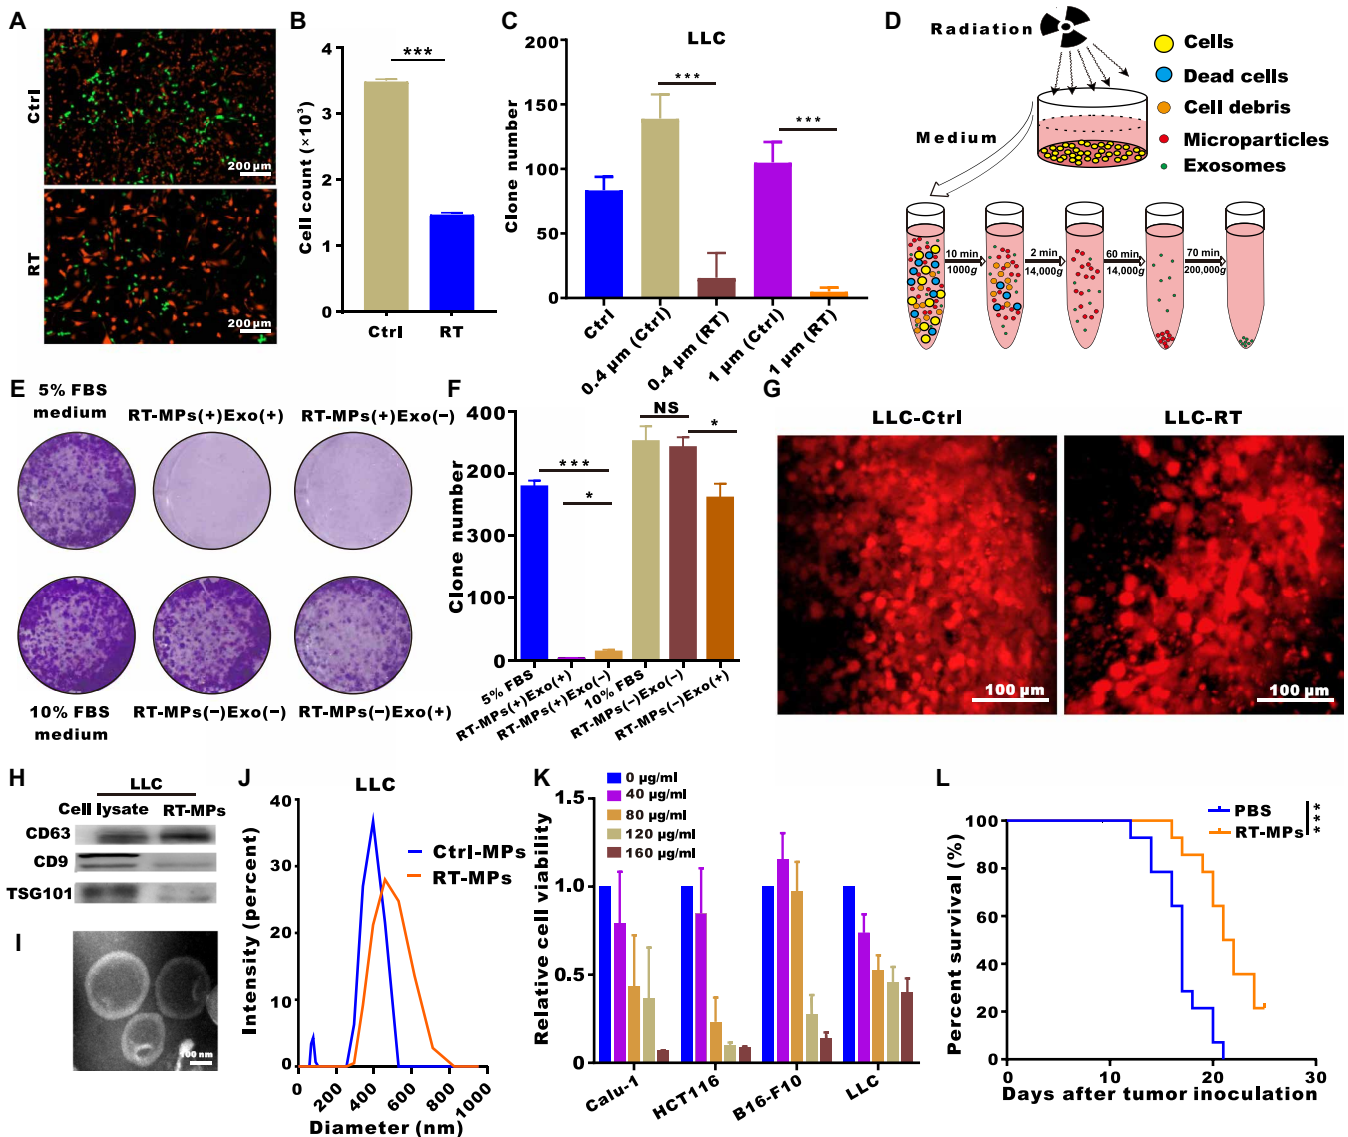 A
Ctrl
200 μm
RT
200 μm
B
Cell count (×10³)
4
3
2
1
0
***
Ctrl
RT
C
LLC
Clone number
200
150
100
50
0
***
***
Ctrl
0.4 μm (Ctrl)
0.4 μm (RT)
1 μm (Ctrl)
1 μm (RT)
D
Radiation
Medium
Cells
Dead cells
Cell debris
Microparticles
Exosomes
10 min
1000g
2 min
14,000g
60 min
14,000g
70 min
200,000g
E
5% FBS
medium
RT-MPs(+)Exo(+)
RT-MPs(+)Exo(−)
10% FBS
medium
RT-MPs(−)Exo(−)
RT-MPs(−)Exo(+)
F
Clone number
400
200
300
100
0
***
*
NS
*
5% FBS
RT-MPs(+)Exo(+)
RT-MPs(+)Exo(−)
10% FBS
RT-MPs(−)Exo(−)
RT-MPs(−)Exo(+)
G
LLC-Ctrl
LLC-RT
100 μm
100 μm
H
LLC
Cell lysate
RT-MPs
CD63
CD9
TSG101
I
100 nm
J
LLC
Intensity (percent)
40
30
20
10
0
Ctrl-MPs
RT-MPs
0
200
400
600
800
1000
Diameter (nm)
K
Relative cell viability
1.5
1.0
0.5
0
0 μg/ml
40 μg/ml
80 μg/ml
120 μg/ml
160 μg/ml
Calu-1
HCT116
B16-F10
LLC
L
Percent survival (%)
100
80
60
40
20
0
PBS
RT-MPs
***
0
10
20
30
Days after tumor inoculation